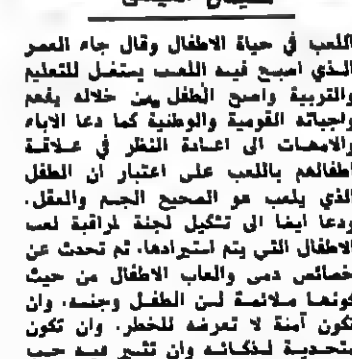 اللعب في حياة الاطفال وقال جاء العصر
الذي اصبح فيه اللعب يستغل للتعليم
والتربية واصبح الطفل من خلاله يفهم
واجباته القومية والوطنية كما دعا الاباء
والامهات الى اعادة النظر في علاقة
اطفالهم باللعب على اعتبار ان الطفل
الذي يلعب هو الصحيح الجسم والعقل.
ودعا ايضا الى تشكيل لجنة لمراقبة لعب
الاطفال التي يتم استيرادها. ثم تحدث عن
خصائص دمى والعاب الاطفال من حيث
كونها ملائمة لسن الطفل وجنسه. وان
تكون آمنة لا تعرضه للخطر. وان تكون
متحدية لذكائه وان تثير فيه حب